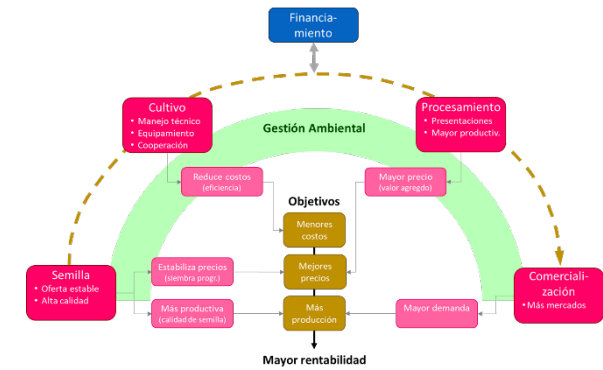 Financia-
miento
Cultivo
• Manejo técnico
• Equipamiento
• Cooperación
Procesamiento
• Presentaciones
• Mayor productiv.
Gestión Ambiental
Reduce costos
(eficiencia)
Mayor precio
(valor agregdo)
Objetivos
Menores
costos
Semilla
• Oferta estable
• Alta calidad
Estabiliza precios
(siembra progr.)
Mejores
precios
Comerciali-
zación
• Más mercados
Más productiva
(calidad de semilla)
Más
producción
Mayor demanda
Mayor rentabilidad